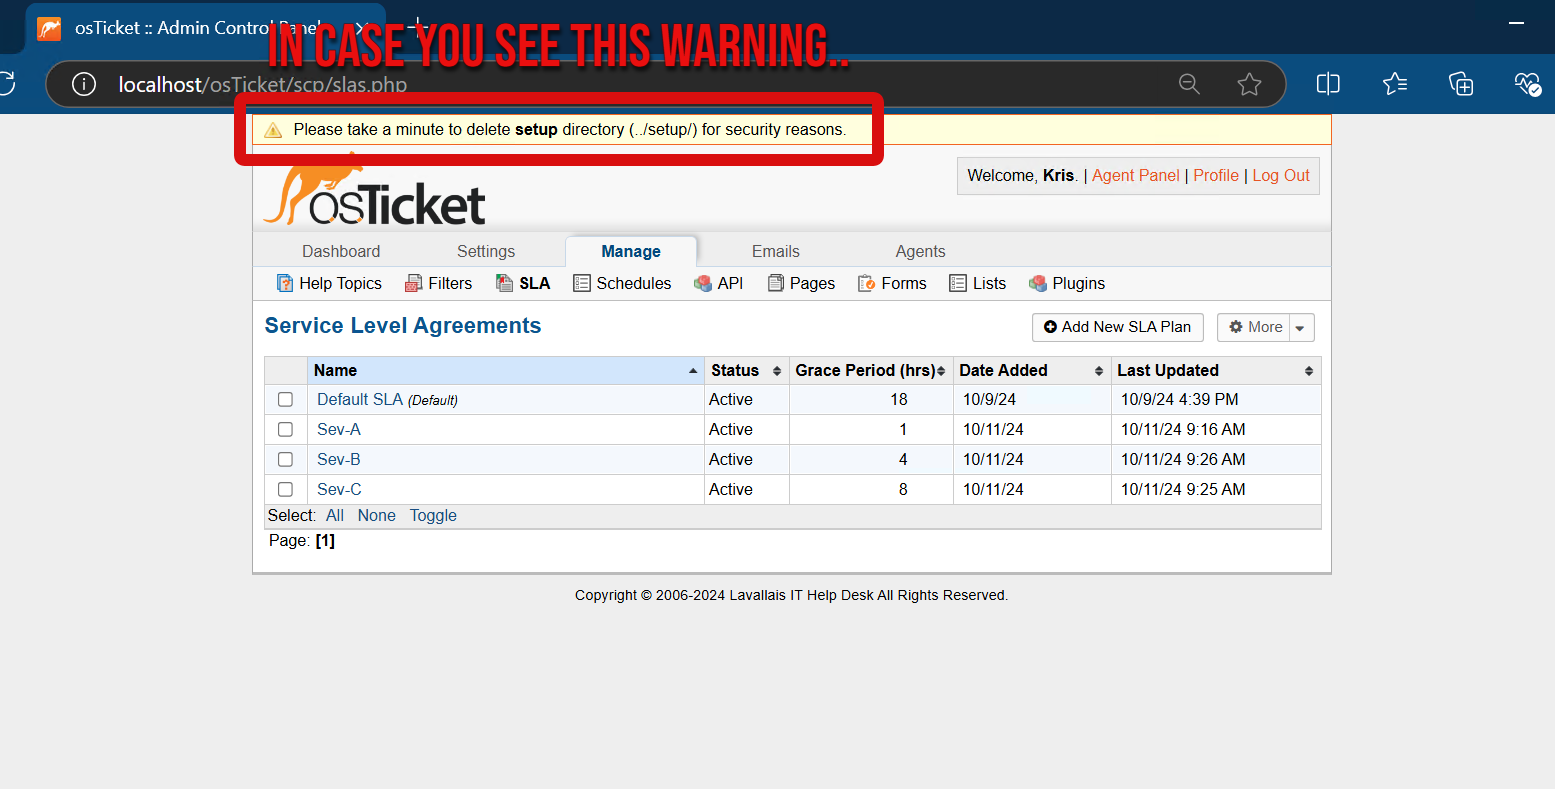 osTicket :: Admin Control Panel
IN CASE YOU SEE THIS WARNING..
localhost/osTicket/scp/slas.php
Please take a minute to delete setup directory (../setup/) for security reasons.
osTicket
Welcome, Kris. | Agent Panel | Profile | Log Out
Dashboard Settings Manage Emails Agents
Help Topics Filters SLA Schedules API Pages Forms Lists Plugins
Service Level Agreements
Add New SLA Plan More
Name Status Grace Period (hrs) Date Added Last Updated
Default SLA (Default) Active 18 10/9/24 10/9/24 4:39 PM
Sev-A Active 1 10/11/24 10/11/24 9:16 AM
Sev-B Active 4 10/11/24 10/11/24 9:26 AM
Sev-C Active 8 10/11/24 10/11/24 9:25 AM
Select: All None Toggle
Page: [1]
Copyright © 2006-2024 Lavallais IT Help Desk All Rights Reserved.